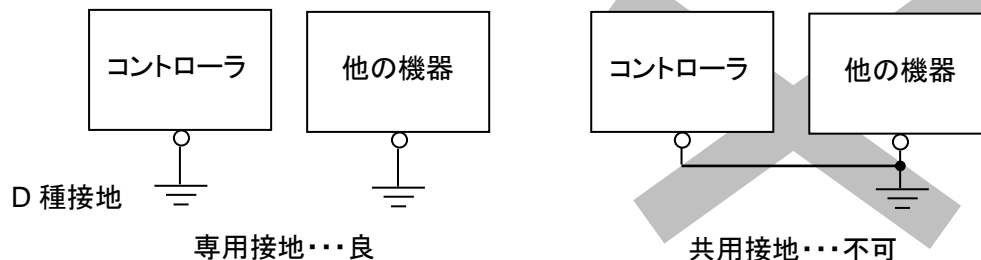 コントローラ
他の機器
コントローラ
他の機器
D 種接地
専用接地･･･良
共用接地･･･不可